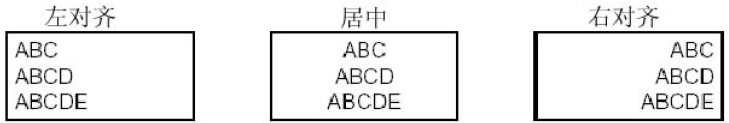 左对齐 居中 右对齐
ABC ABC ABC
ABCD ABCD ABCD
ABCDE ABCDE ABCDE